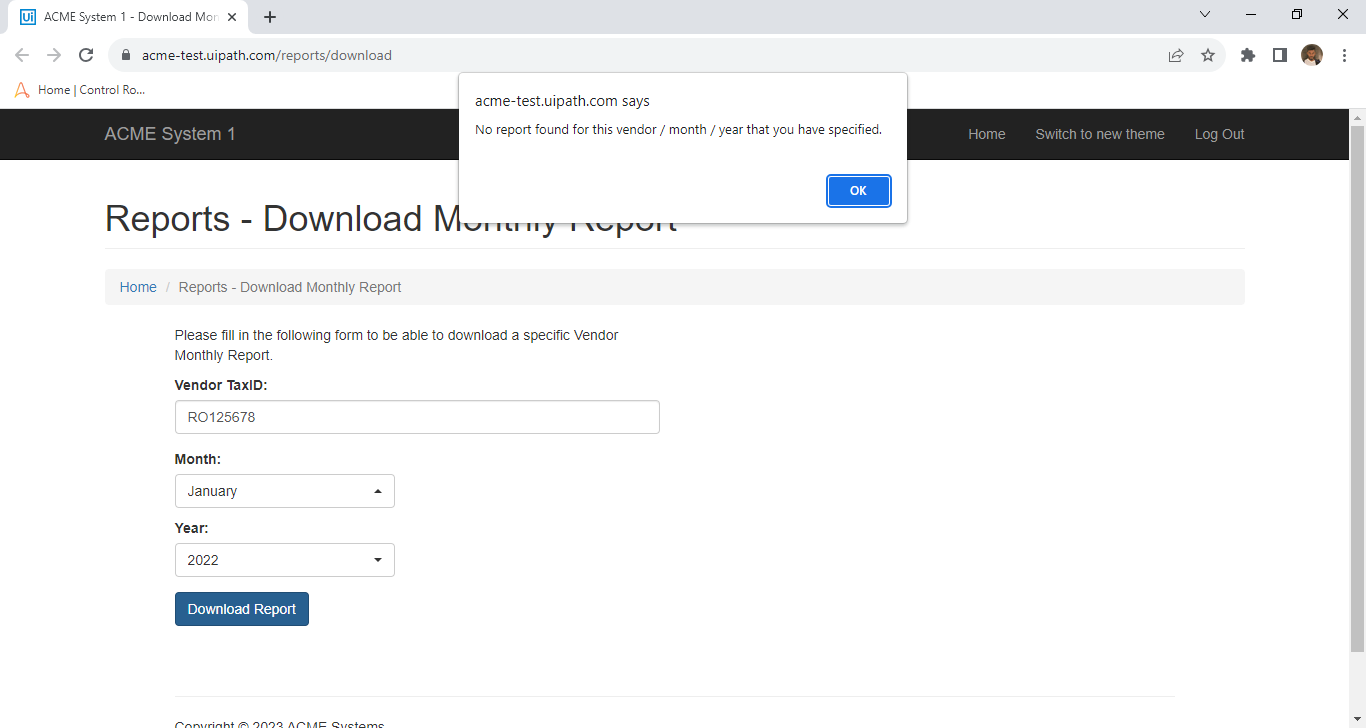 Ui ACME System 1 - Download Mon
acme-test.uipath.com/reports/download
Home | Control Ro...
acme-test.uipath.com says
No report found for this vendor / month / year that you have specified.
OK
ACME System 1
Home
Switch to new theme
Log Out
Reports - Download Monthly Report
Home / Reports - Download Monthly Report
Please fill in the following form to be able to download a specific Vendor
Monthly Report.
Vendor TaxID:
RO125678
Month:
January
Year:
2022
Download Report
Copyright © 2023 ACME Systems